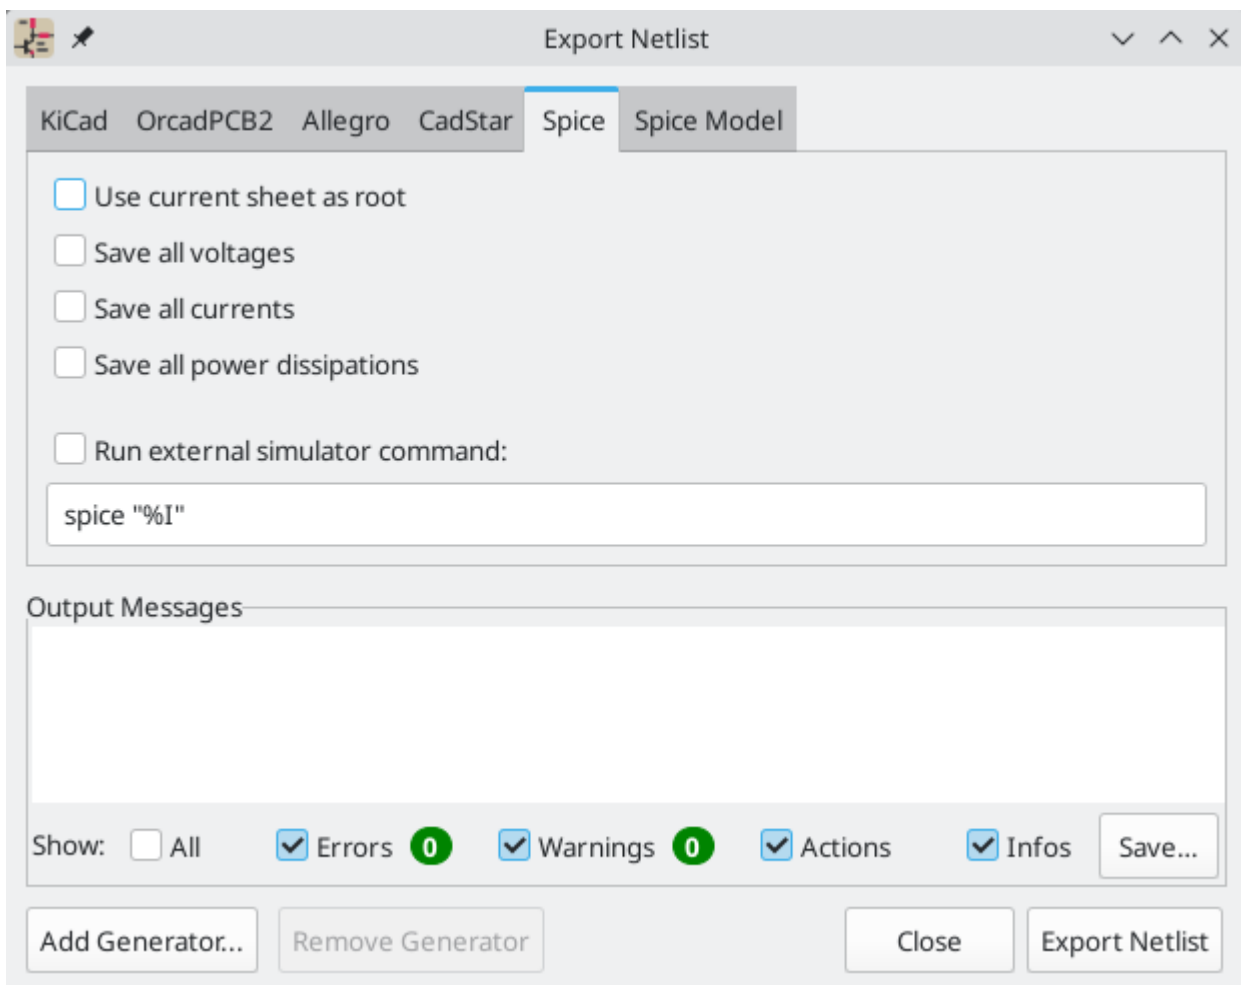 Export Netlist
KiCad OrcadPCB2 Allegro CadStar Spice Spice Model
Use current sheet as root
Save all voltages
Save all currents
Save all power dissipations
Run external simulator command:
spice "%I"
Output Messages
Show: All Errors 0 Warnings 0 Actions Infos Save...
Add Generator... Remove Generator Close Export Netlist